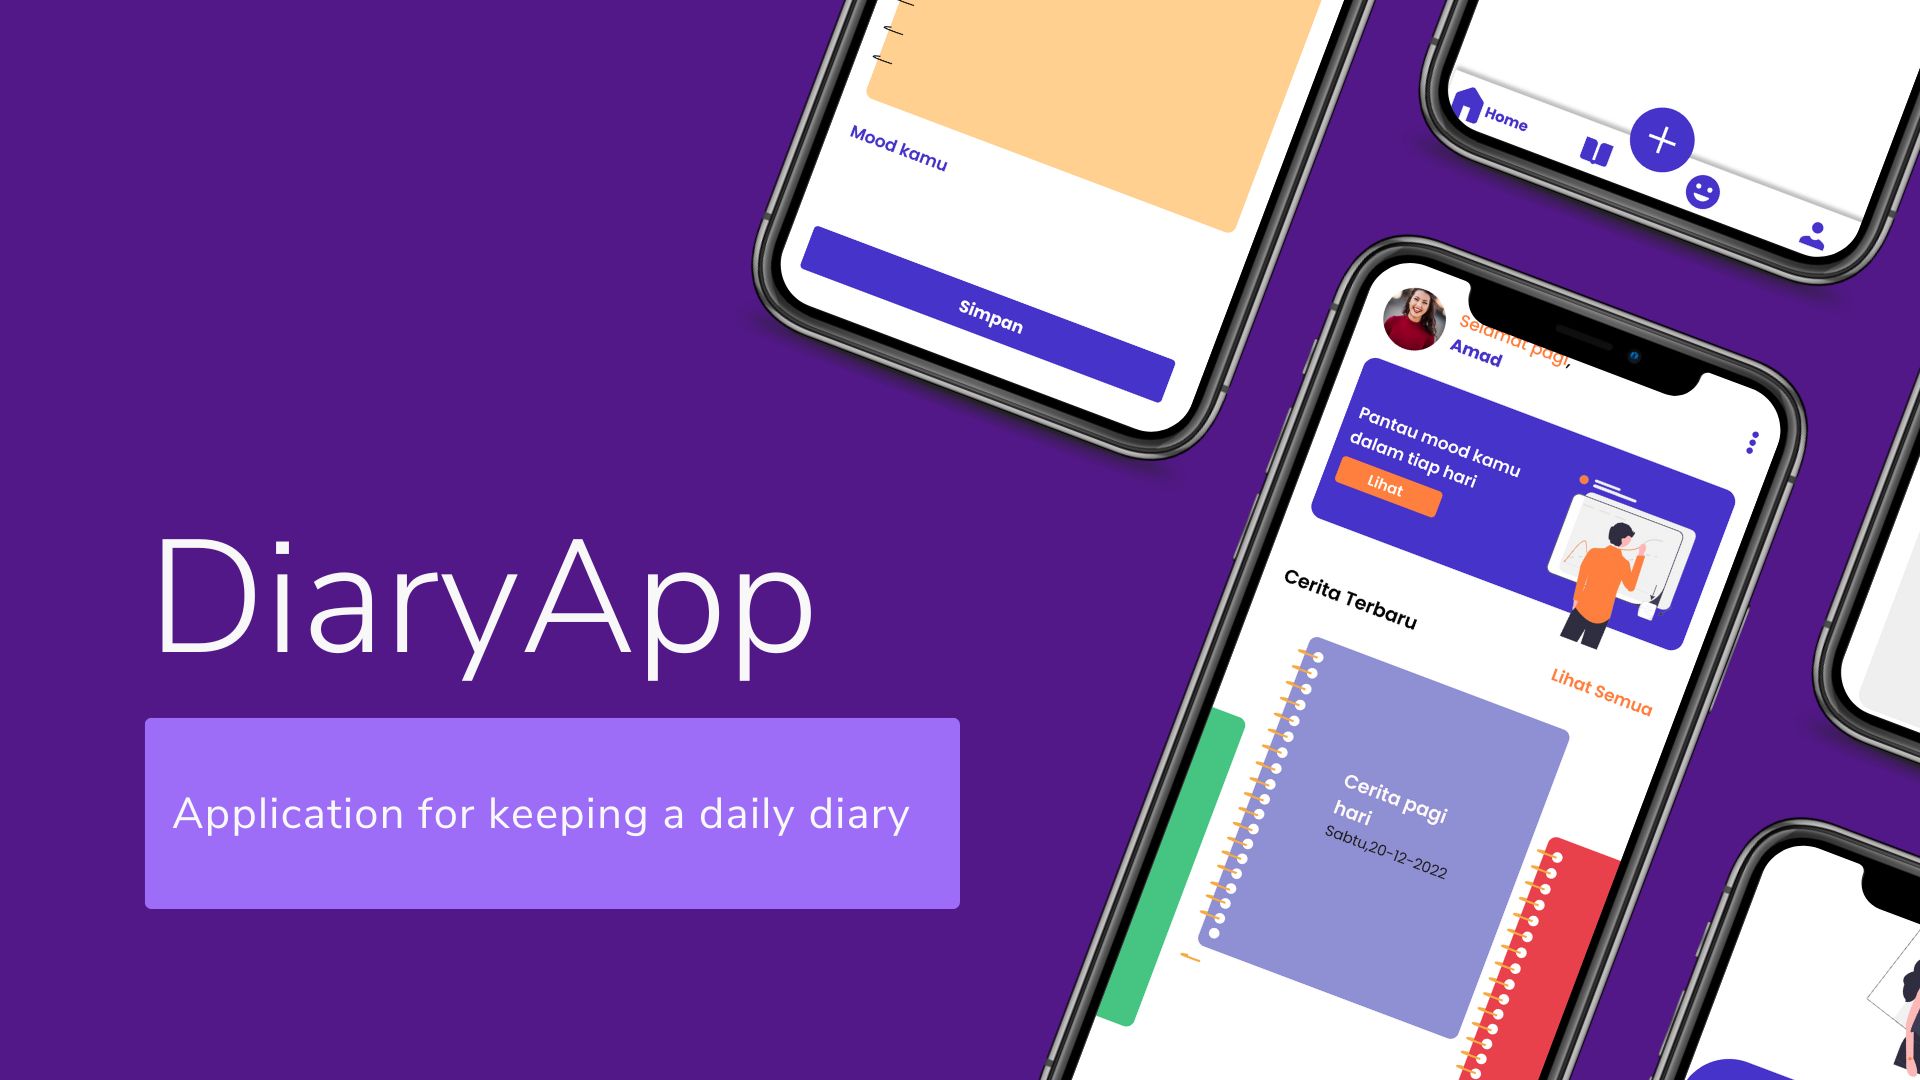 DiaryApp
Application for keeping a daily diary
Mood kamu
Simpan
Home
Selamat pagi,
Amad
Pantau mood kamu
dalam tiap hari
Lihat
Cerita Terbaru
Lihat Semua
Cerita pagi
hari
Sabtu,20-12-2022